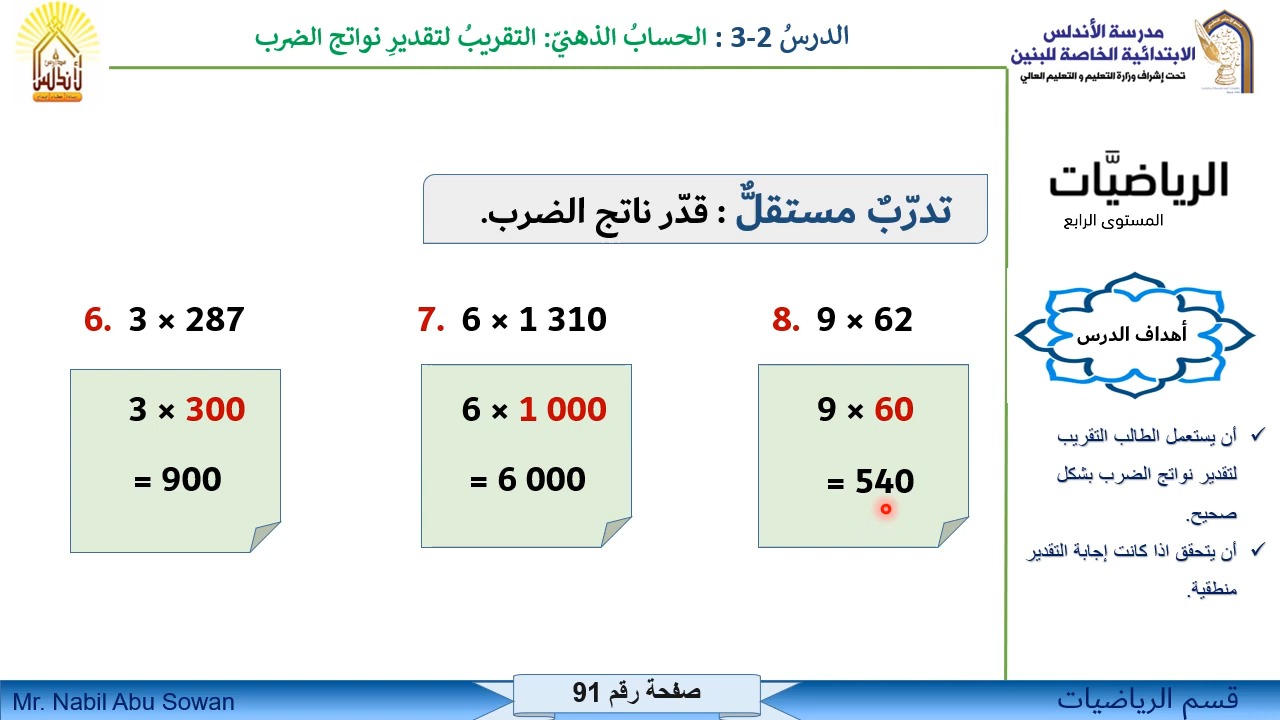 الدرسُ 2-3 : الحسابُ الذهنيّ: التقريبُ لتقديرِ نواتج الضرب
مدرسة الأندلس
الابتدائية الخاصة للبنين
تحت إشراف وزارة التعليم و التعليم العالي
الرياضيَّات
المستوى الرابع
تدرّبٌ مستقلٌّ : قدّر ناتج الضرب.
6. 3 × 287
3 × 300
= 900
7. 6 × 1 310
6 × 1 000
= 6 000
8. 9 × 62
9 × 60
= 540
أهداف الدرس
✓ أن يستعمل الطالب التقريب
لتقدير نواتج الضرب بشكل
صحيح.
✓ أن يتحقق اذا كانت إجابة التقدير
منطقية.
Mr. Nabil Abu Sowan
صفحة رقم 91
قسم الرياضيات